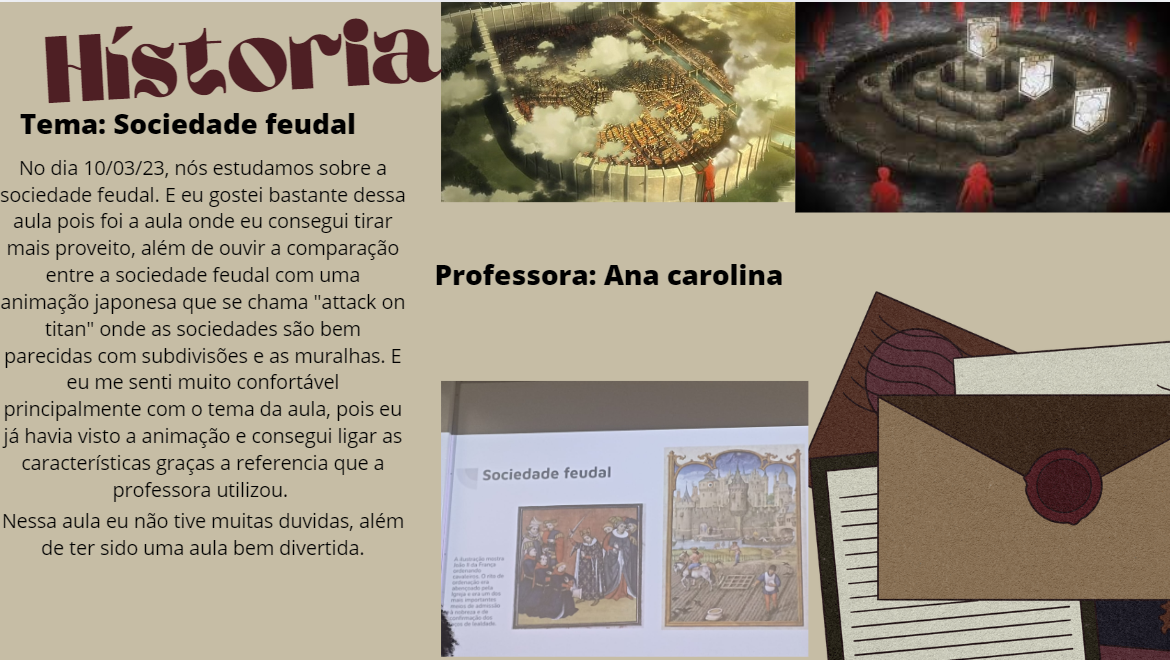 Hístoria
Tema: Sociedade feudal
No dia 10/03/23, nós estudamos sobre a
sociedade feudal. E eu gostei bastante dessa
aula pois foi a aula onde eu consegui tirar
mais proveito, além de ouvir a comparação
entre a sociedade feudal com uma
animação japonesa que se chama "attack on
titan" onde as sociedades são bem
parecidas com subdivisões e as muralhas. E
eu me senti muito confortável
principalmente com o tema da aula, pois eu
já havia visto a animação e consegui ligar as
características graças a referencia que a
professora utilizou.
Nessa aula eu não tive muitas duvidas, além
de ter sido uma aula bem divertida.
Professora: Ana carolina
Sociedade feudal
A ilustração mostra
João II da França
ordenando
cavaleiros. O rito de
ordenação era
abençoado pela
Igreja e era um dos
mais importantes
meios de admissão
à nobreza e de
confirmação dos
de lealdade.